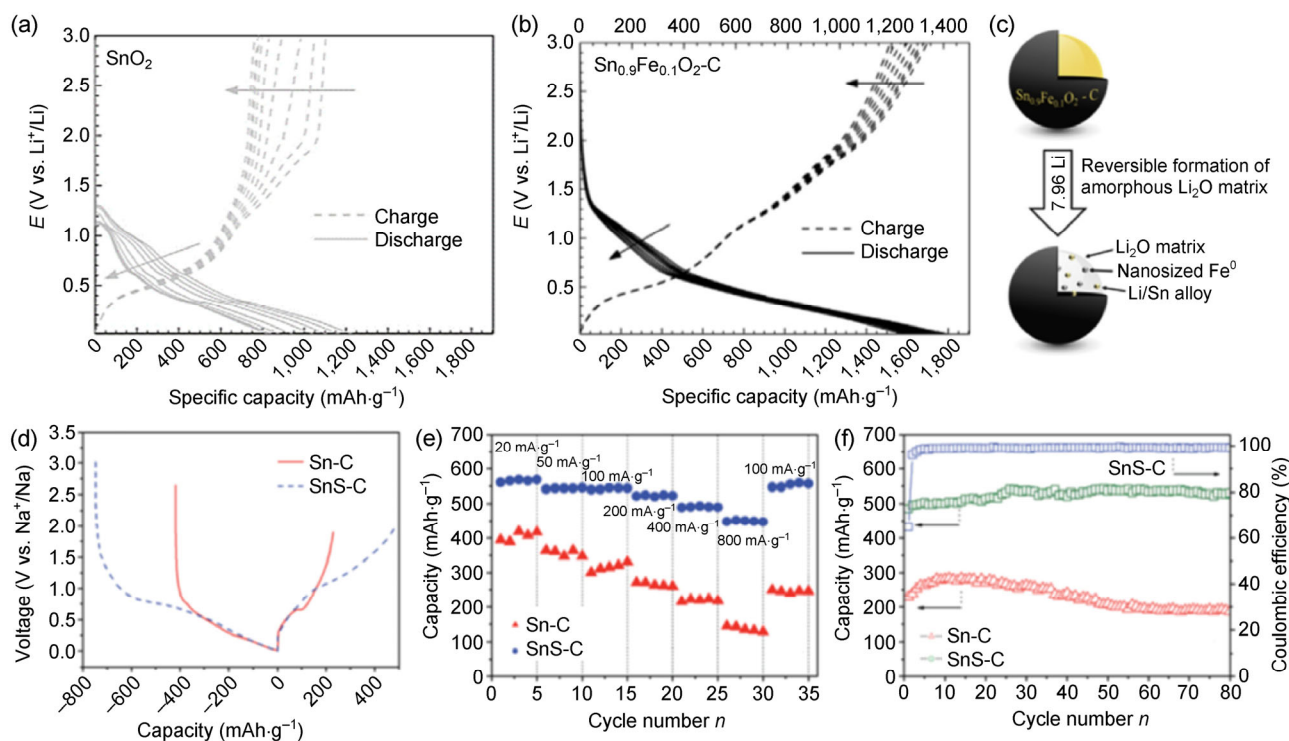 (a)
3.0
2.5
2.0
1.5
1.0
0.5
E (V vs. Li⁺/Li)
SnO₂
Charge
Discharge
0
200
400
600
800
1,000
1,200
1,400
1,600
1,800
Specific capacity (mAh·g⁻¹)
(b)
0 200 400 600 800 1,000 1,200 1,400
3.0
2.5
2.0
1.5
1.0
0.5
E (V vs. Li⁺/Li)
Sn₀.₉Fe₀.₁O₂-C
Charge
Discharge
0
200
400
600
800
1,000
1,200
1,400
1,600
1,800
Specific capacity (mAh·g⁻¹)
(c)
Sn₀.₉Fe₀.₁O₂ - C
7.96 Li
Reversible formation of
amorphous Li₂O matrix
Li₂O matrix
Nanosized Fe⁰
Li/Sn alloy
(d)
3.5
3.0
2.5
2.0
1.5
1.0
0.5
0.0
Voltage (V vs. Na⁺/Na)
Sn-C
SnS-C
–800
–600
–400
–200
0
200
400
Capacity (mAh·g⁻¹)
(e)
700
600
500
400
300
200
100
0
Capacity (mAh·g⁻¹)
20 mA·g⁻¹
50 mA·g⁻¹
100 mA·g⁻¹
200 mA·g⁻¹
400 mA·g⁻¹
800 mA·g⁻¹
100 mA·g⁻¹
Sn-C
SnS-C
0 5 10 15 20 25 30 35
Cycle number n
(f)
700
600
500
400
300
200
100
0
Capacity (mAh·g⁻¹)
SnS-C
Sn-C
SnS-C
100
80
60
40
20
0
Coulombic efficiency (%)
0 10 20 30 40 50 60 70 80
Cycle number n